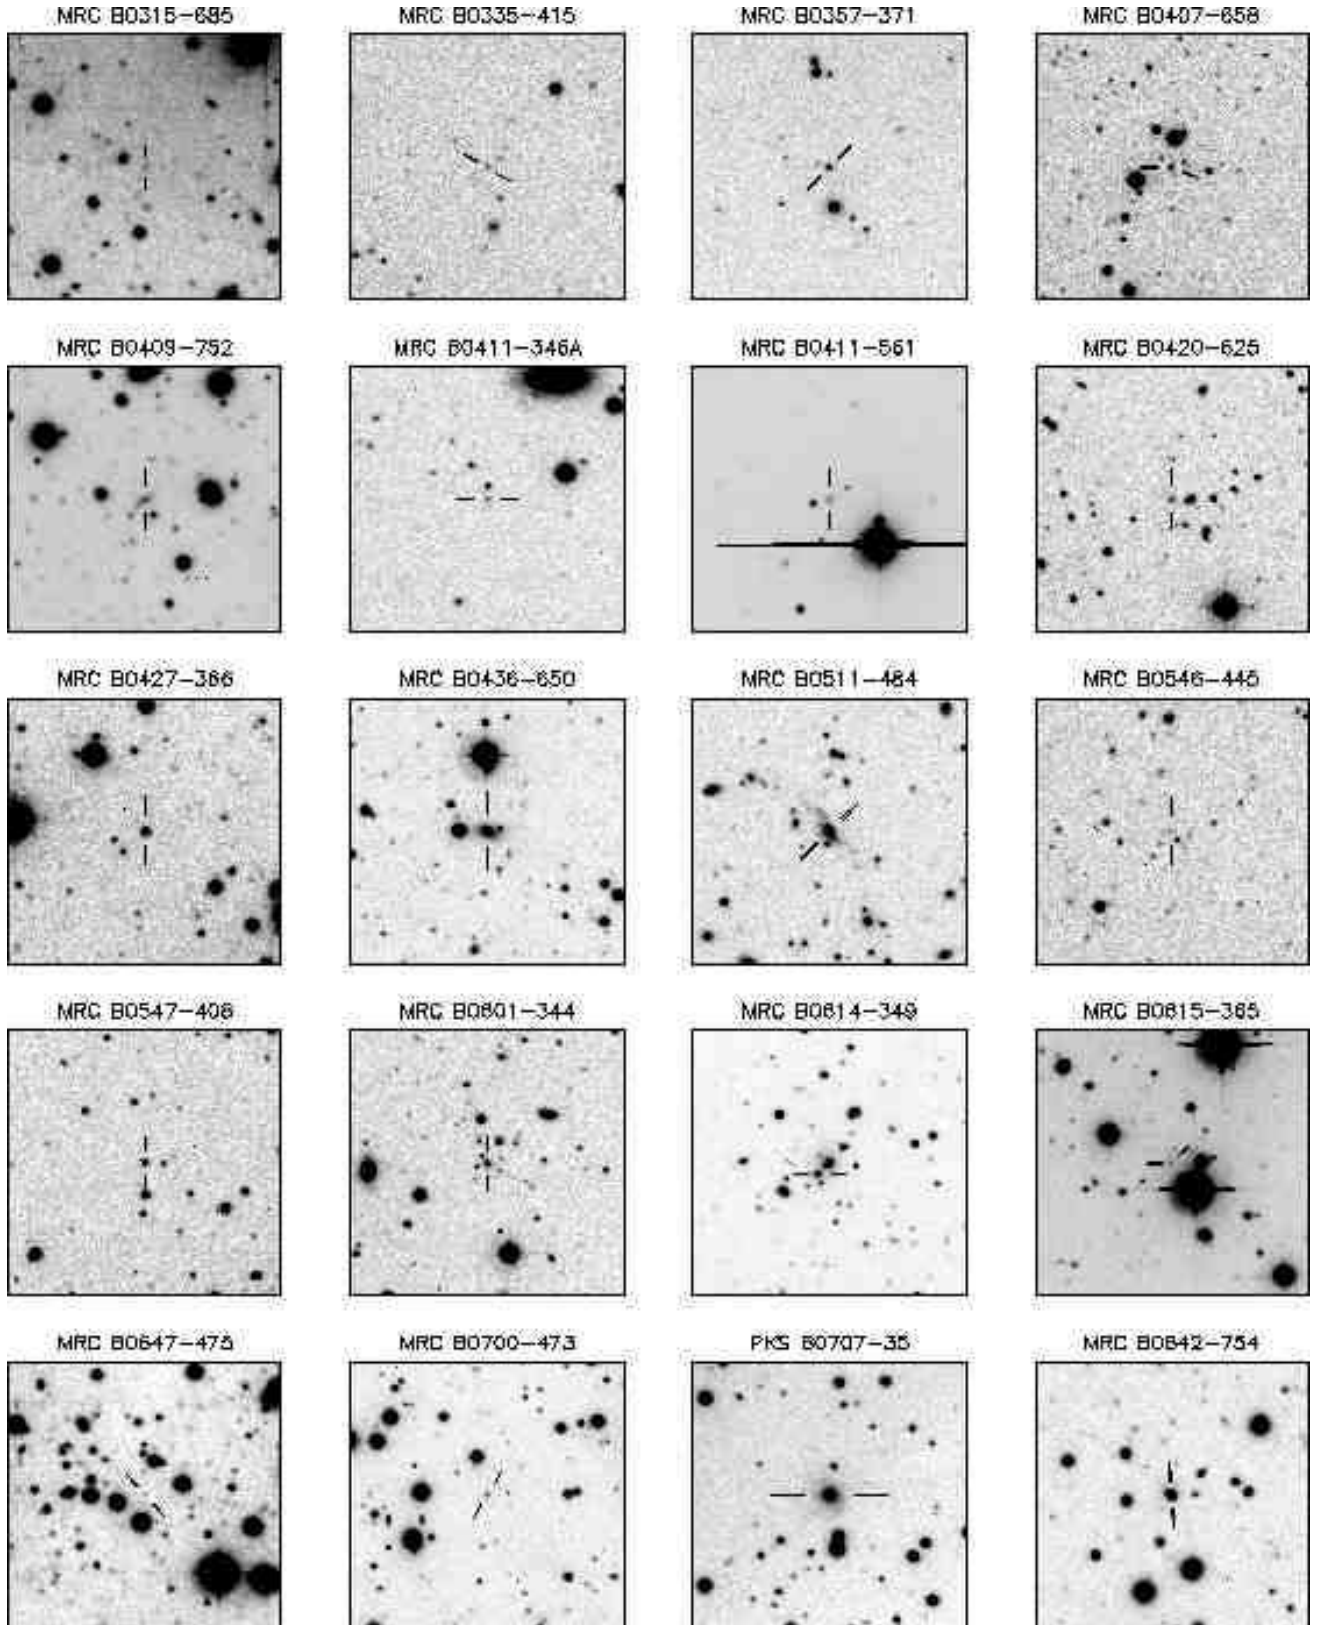 MRC B0315-685 MRC B0335-415 MRC B0357-371 MRC B0407-658
MRC B0409-752 MRC B0411-346A MRC B0411-561 MRC B0420-625
MRC B0427-366 MRC B0436-650 MRC B0511-484 MRC B0546-445
MRC B0547-408 MRC B0601-344 MRC B0614-349 MRC B0615-365
MRC B0647-475 MRC B0700-473 PKS B0707-35 MRC B0842-754